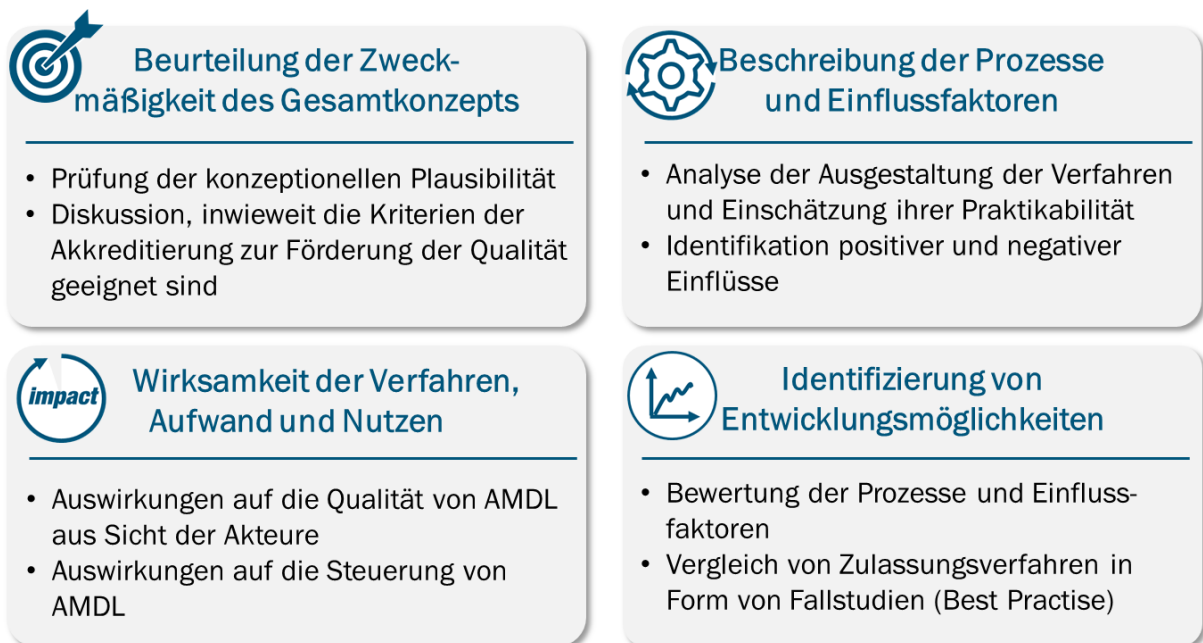 Beurteilung der Zweck-
mäßigkeit des Gesamtkonzepts
• Prüfung der konzeptionellen Plausibilität
• Diskussion, inwieweit die Kriterien der
Akkreditierung zur Förderung der Qualität
geeignet sind
Beschreibung der Prozesse
und Einflussfaktoren
• Analyse der Ausgestaltung der Verfahren
und Einschätzung ihrer Praktikabilität
• Identifikation positiver und negativer
Einflüsse
impact
Wirksamkeit der Verfahren,
Aufwand und Nutzen
• Auswirkungen auf die Qualität von AMDL
aus Sicht der Akteure
• Auswirkungen auf die Steuerung von
AMDL
Identifizierung von
Entwicklungsmöglichkeiten
• Bewertung der Prozesse und Einfluss-
faktoren
• Vergleich von Zulassungsverfahren in
Form von Fallstudien (Best Practise)